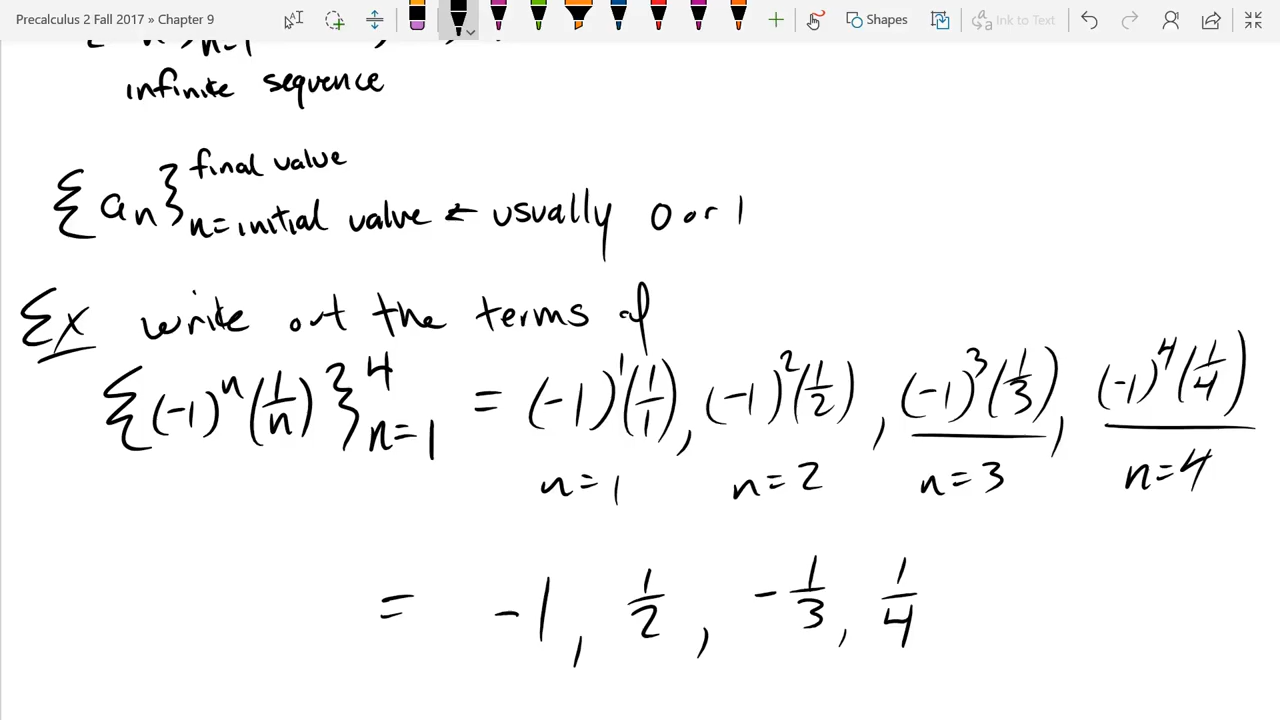 Precalculus 2 Fall 2017 » Chapter 9
Shapes
Ink to Text
n=1
infinite sequence
{an} final value
n=initial value ← usually 0 or 1
Ex write out the terms of
{(-1)^n(1/n)}^4_{n=1} = (-1)^1(1/1), (-1)^2(1/2), (-1)^3(1/3), (-1)^4(1/4)
n=1 n=2 n=3 n=4
= -1, 1/2, -1/3, 1/4